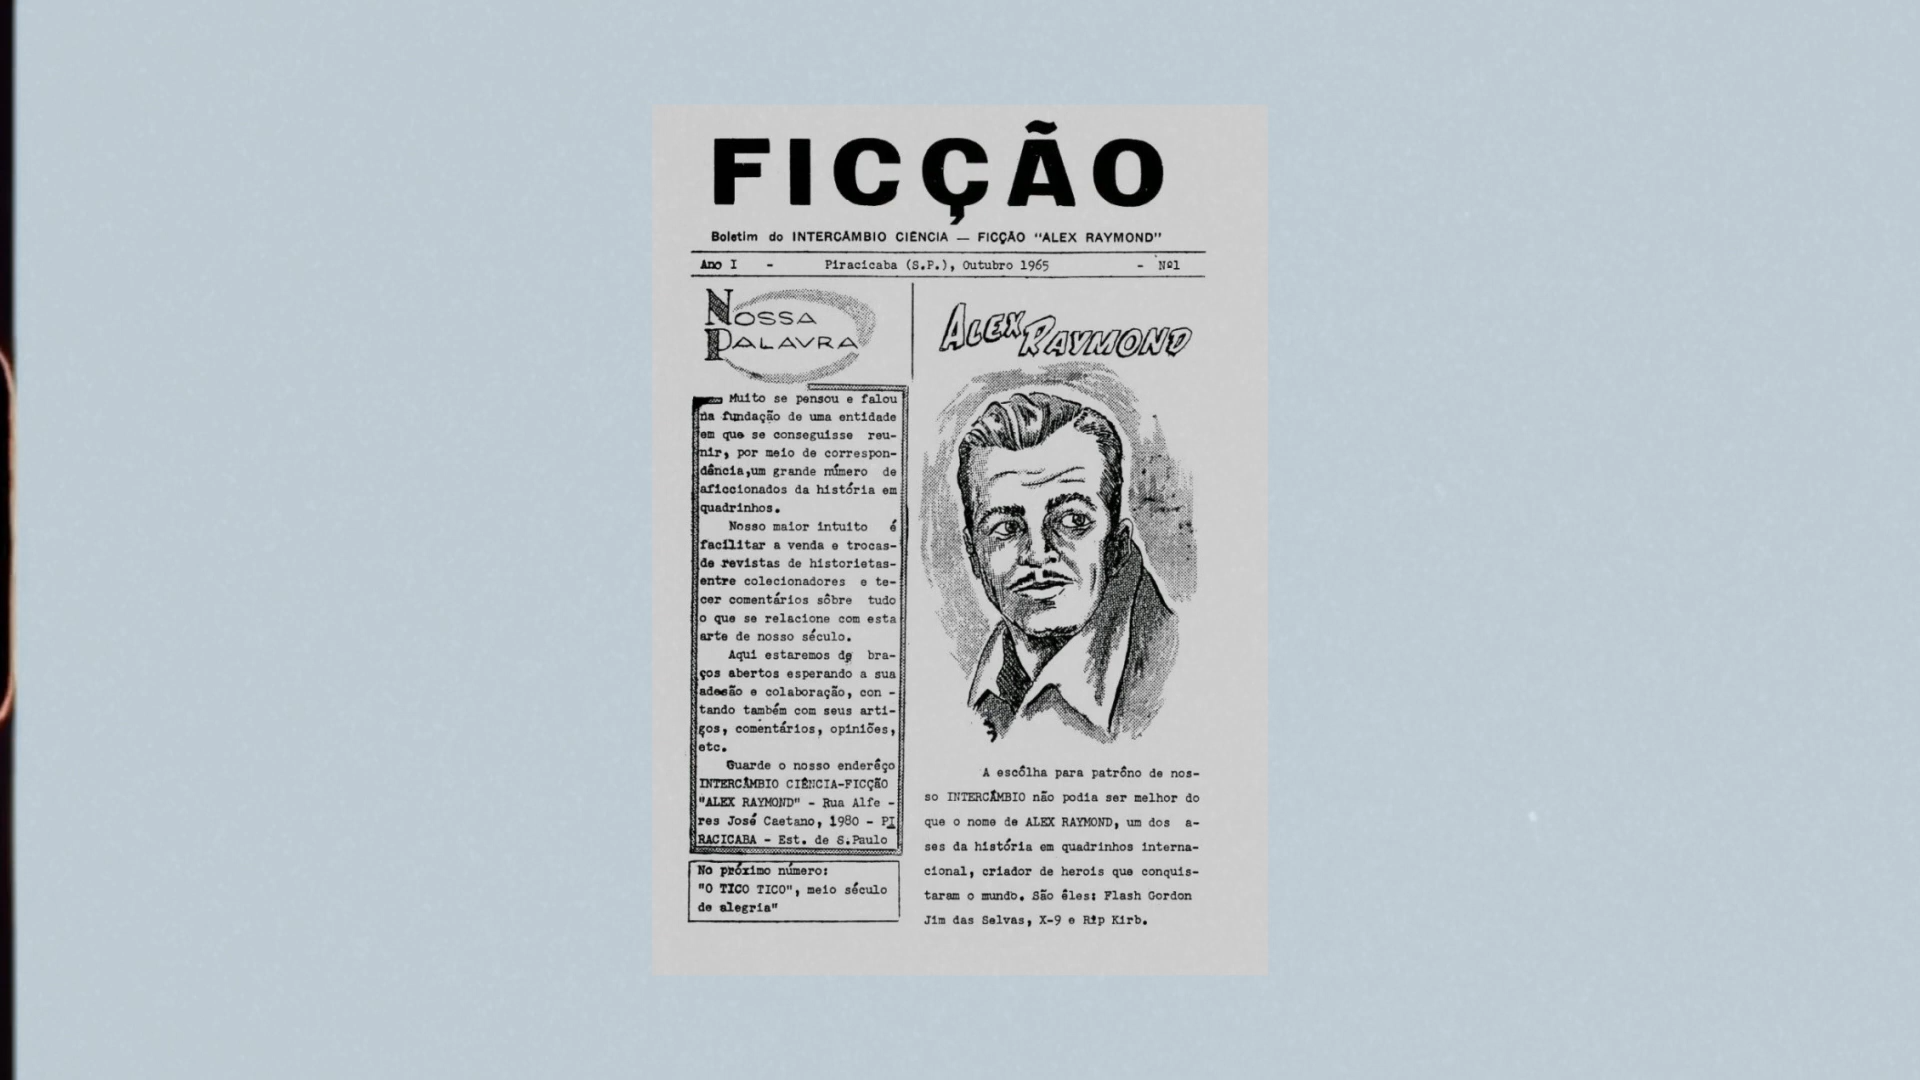 FICÇÃO
Boletim do INTERCÂMBIO CIÊNCIA — FICÇÃO "ALEX RAYMOND"
Ano I - Piracicaba (S.P.), Outubro 1965 - Nº1
NOSSA
PALAVRA
Muito se pensou e falou
na fundação de uma entidade
em que se conseguisse reu-
nir, por meio de correspon-
dência,um grande número de
aficcionados da história em
quadrinhos.
Nosso maior intuito é
facilitar a venda e trocas-
de revistas de historietas-
entre colecionadores e te-
cer comentários sôbre tudo
o que se relacione com esta
arte de nosso século.
Aqui estaremos de bra-
ços abertos esperando a sua
adesão e colaboração, con -
tando também com seus arti-
gos, comentários, opiniões,
etc.
Guarde o nosso enderêço
INTERCÂMBIO CIÊNCIA-FICÇÃO
"ALEX RAYMOND" - Rua Alfe -
res José Caetano, 1980 - PI
RACICABA - Est. de S.Paulo
No próximo número:
"O TICO TICO", meio século
de alegria"
ALEX RAYMOND
A escôlha para patrôno de nos-
so INTERCÂMBIO não podia ser melhor do
que o nome de ALEX RAYMOND, um dos a-
ses da história em quadrinhos interna-
cional, criador de herois que conquis-
taram o mundo. São êles: Flash Gordon
Jim das Selvas, X-9 e Rip Kirb.